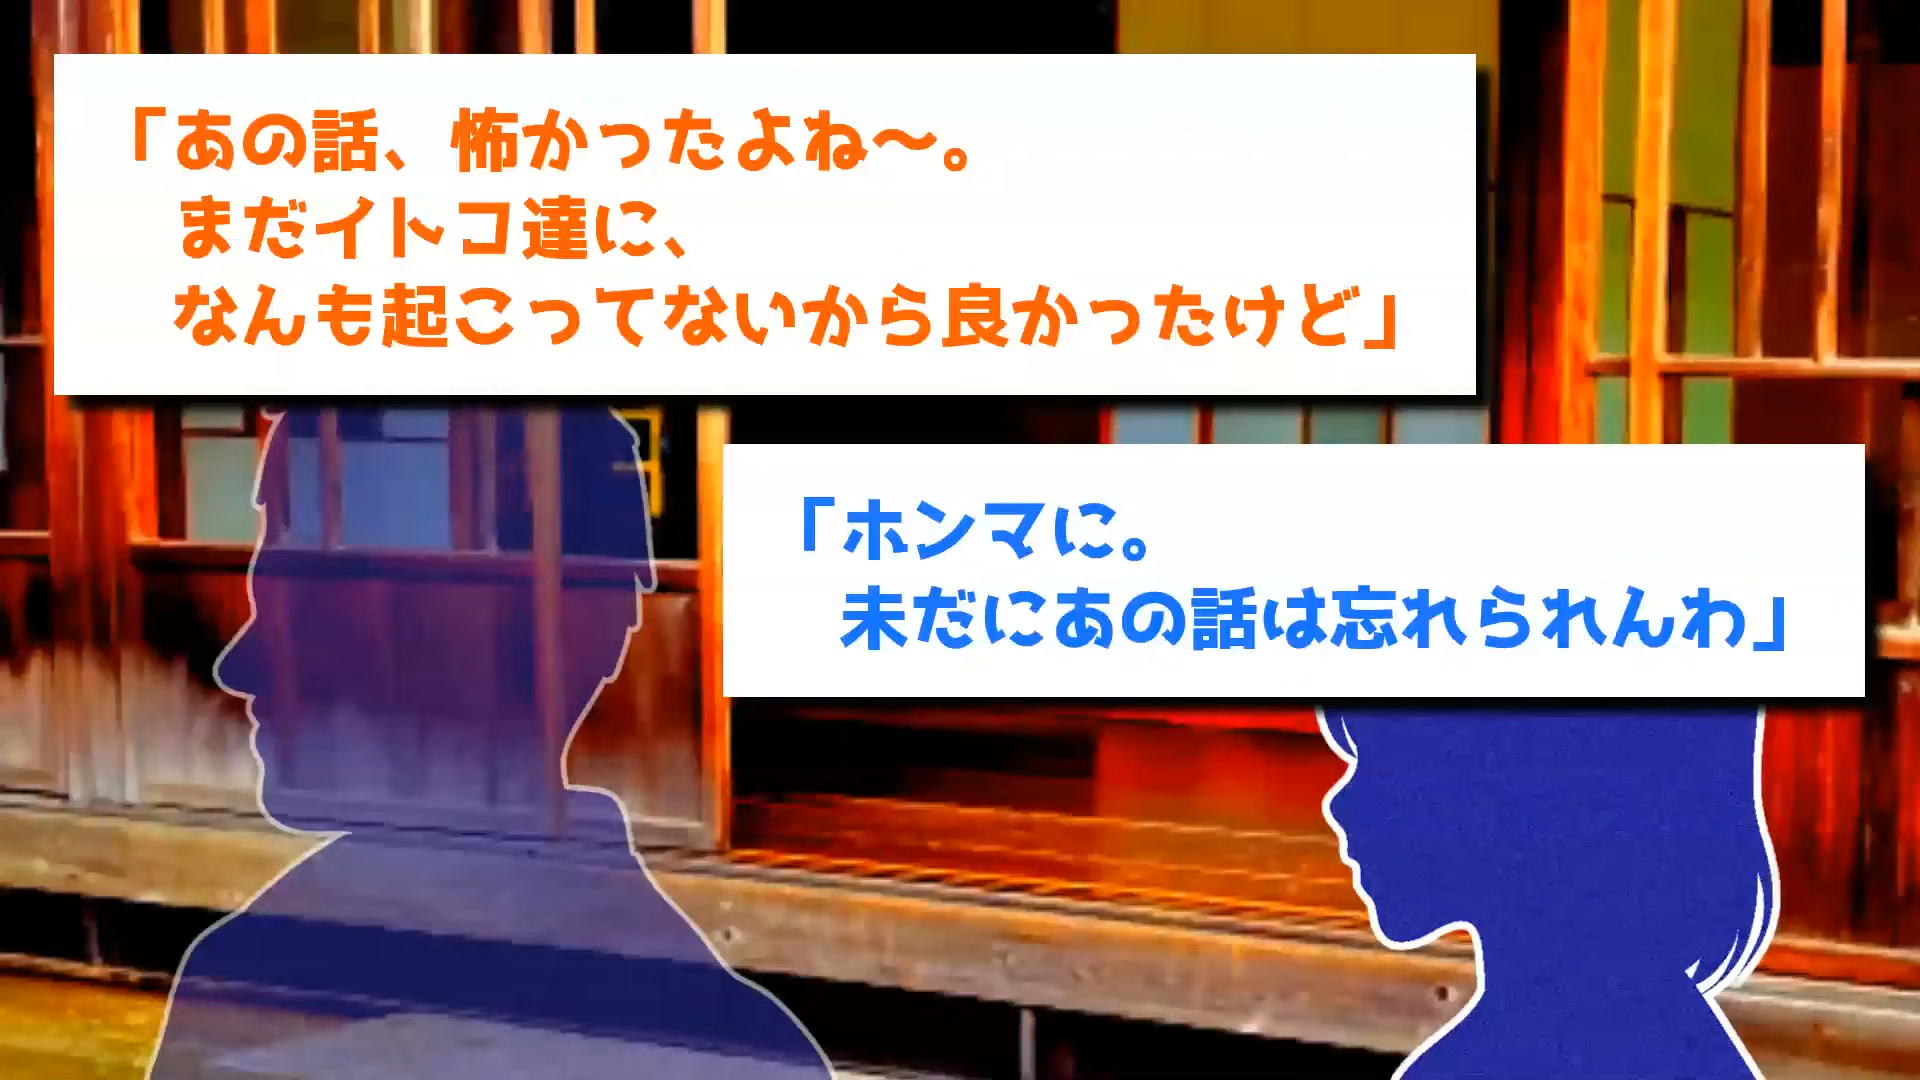 「あの話、怖かったよね〜。
まだイトコ達に、
なんも起こってないから良かったけど」
「ホンマに。
未だにあの話は忘れられんわ」